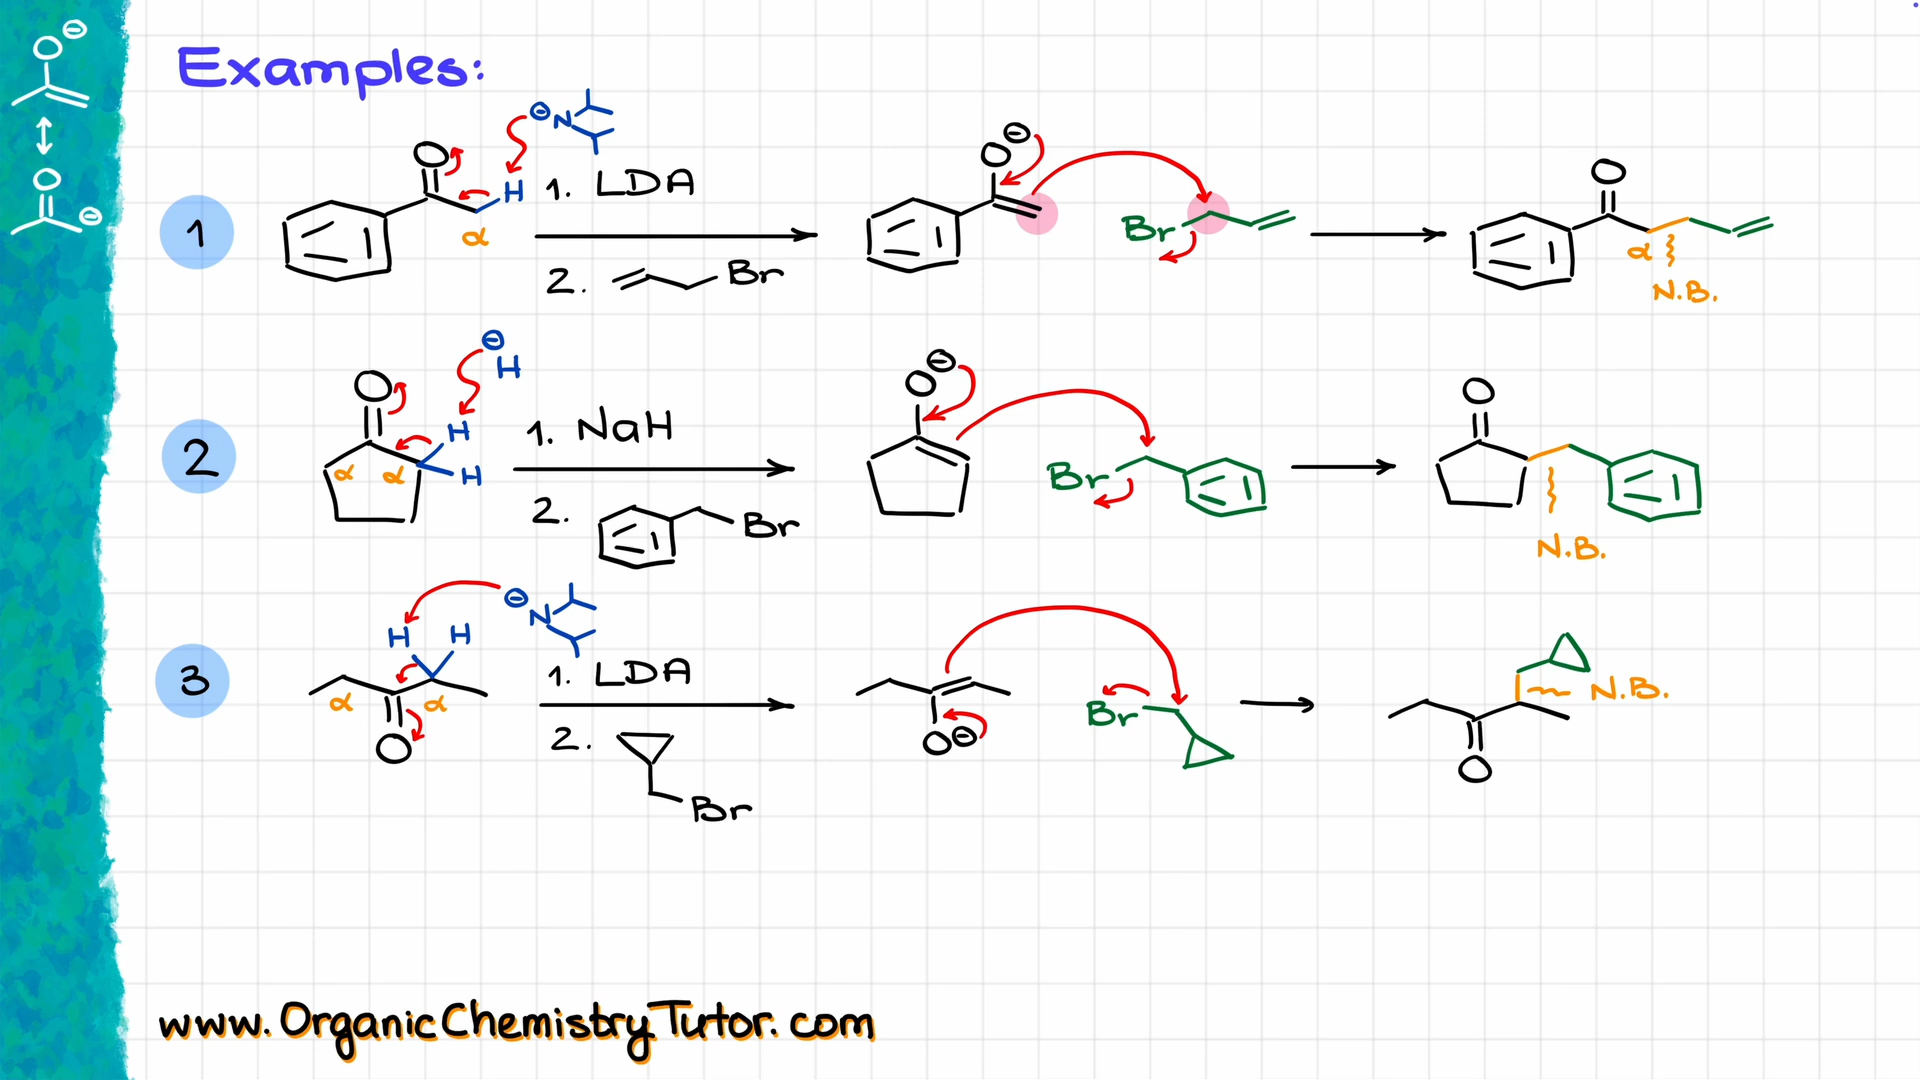 Examples:
O ⊖
O ⊖
1
O
H
α
⊖ N
1. LDA
2. Br
O ⊖
Br
O
α
N.B.
2
O
α α
H
H
⊖
H
1. NaH
2. Br
O ⊖
Br
O
N.B.
3
H H
α α
O
⊖ N
1. LDA
2.
Br
O ⊖
Br
N.B.
O
www.OrganicChemistryTutor.com